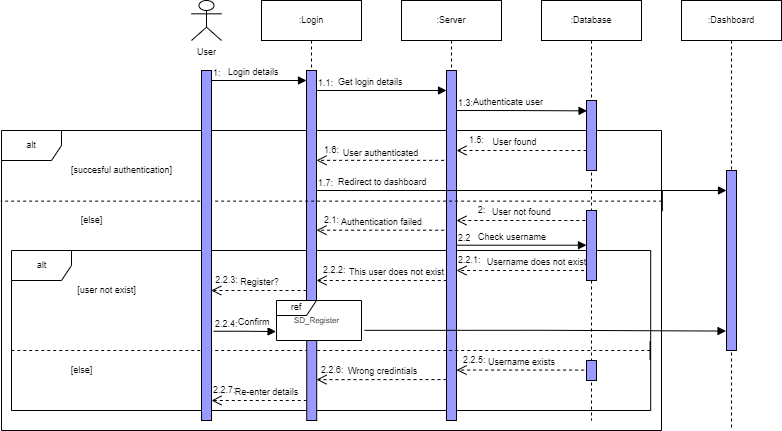 :Login
:Server
:Database
:Dashboard
User
1: Login details
1.1: Get login details
1.3:Authenticate user
alt
1.5: User found
1.6: User authenticated
[succesful authentication]
1.7: Redirect to dashboard
[else]
2: User not found
2.1: Authentication failed
2.2 Check username
alt
2.2.1: Username does not exist
2.2.2: This user does not exist
2.2.3: Register?
[user not exist]
ref
SD_Register
2.2.4:Confirm
[else]
2.2.5: Username exists
2.2.6: Wrong credintials
2.2.7:Re-enter details